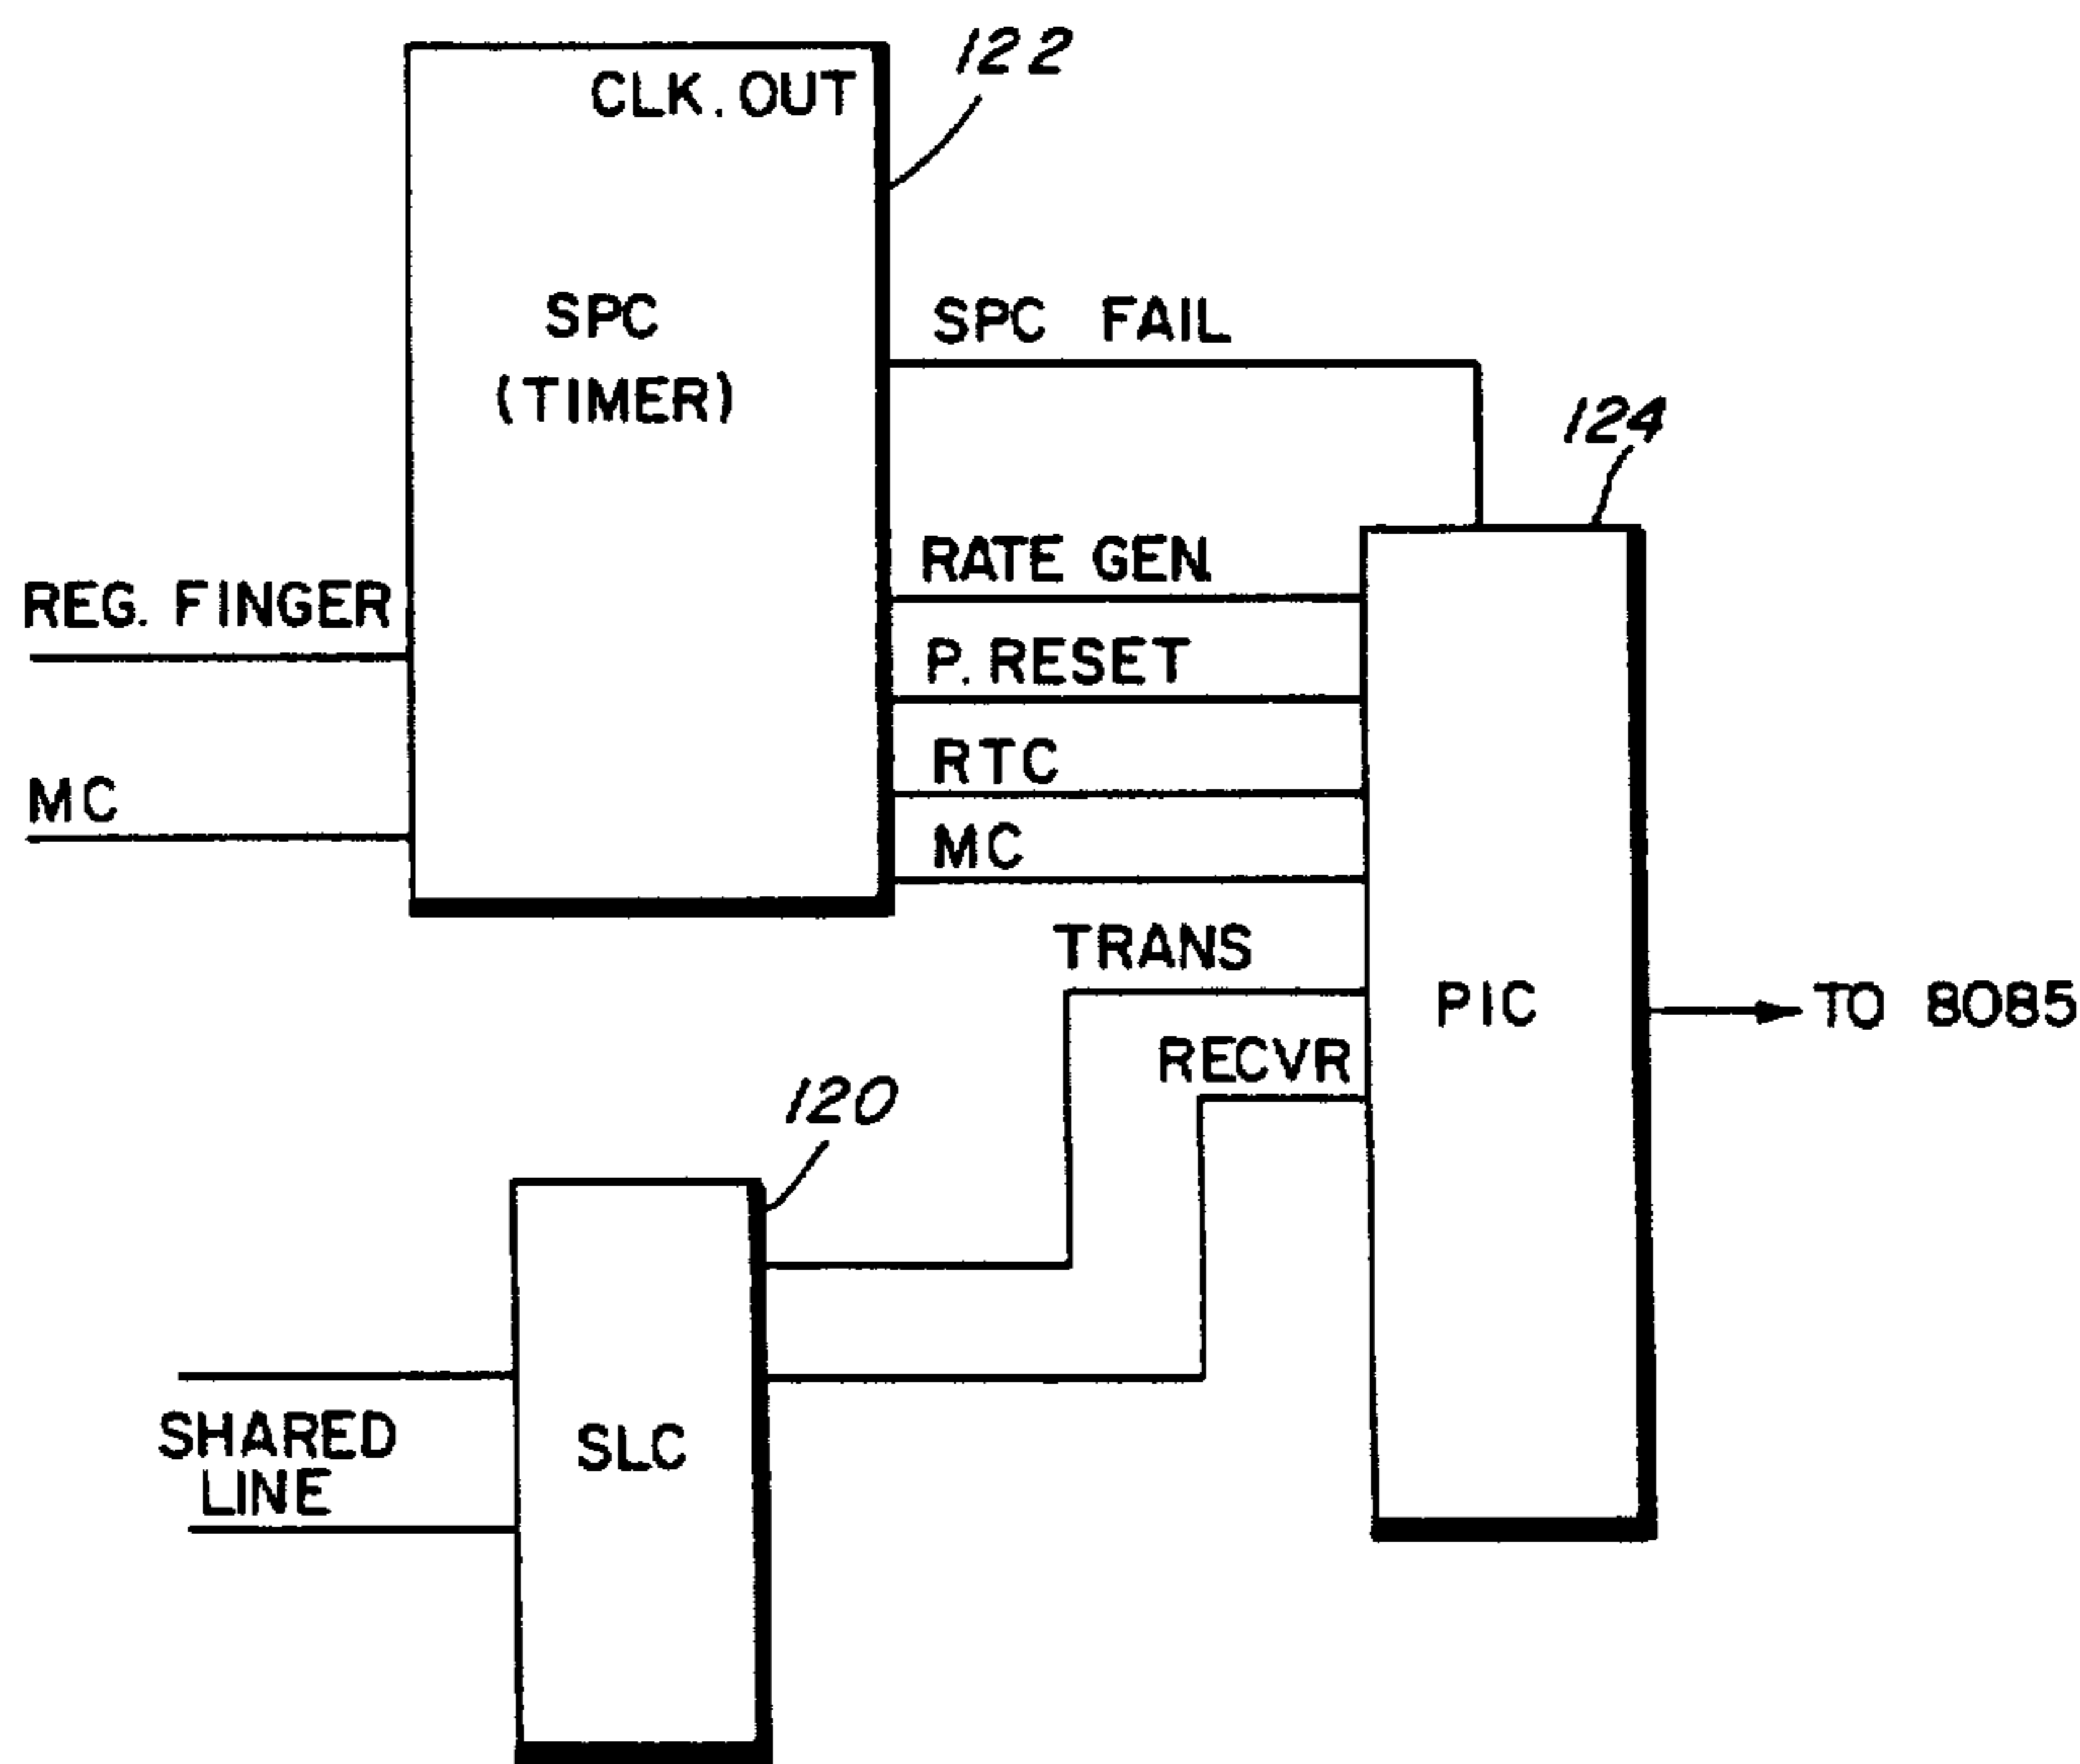 122
CLK. OUT
SPC
(TIMER)
SPC FAIL
124
RATE GEN.
REG. FINGER
P. RESET
RTC
MC
MC
TRANS
PIC
TO 8085
RECVR
120
SHARED
LINE
SLC